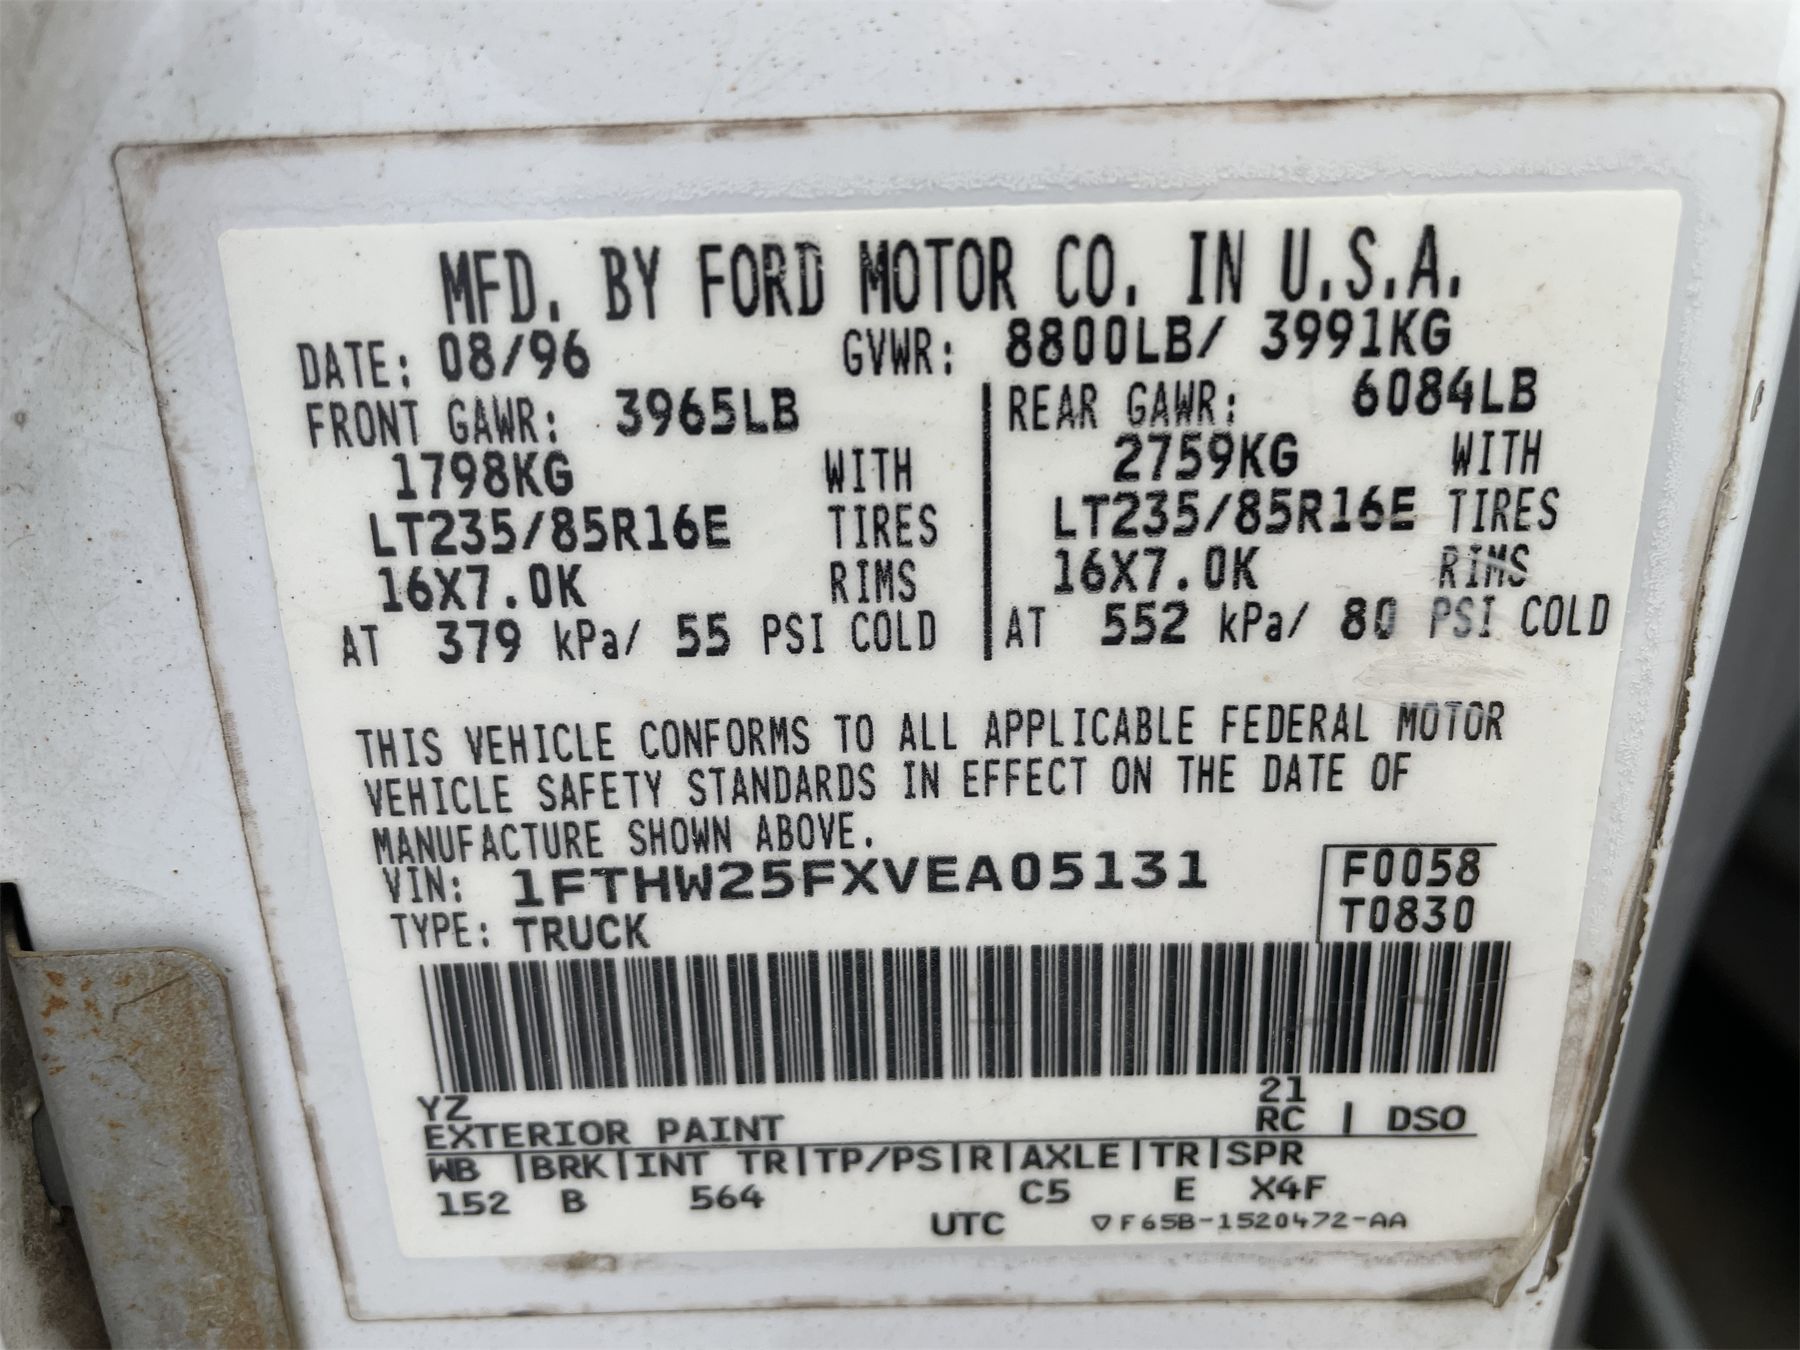 MFD. BY FORD MOTOR CO. IN U.S.A.
DATE: 08/96 GVWR: 8800LB/ 3991KG
FRONT GAWR: 3965LB REAR GAWR: 6084LB
1798KG WITH 2759KG WITH
LT235/85R16E TIRES LT235/85R16E TIRES
16X7.0K RIMS 16X7.0K RIMS
AT 379 kPa/ 55 PSI COLD AT 552 kPa/ 80 PSI COLD
THIS VEHICLE CONFORMS TO ALL APPLICABLE FEDERAL MOTOR
VEHICLE SAFETY STANDARDS IN EFFECT ON THE DATE OF
MANUFACTURE SHOWN ABOVE.
VIN: 1FTHW25FXVEA05131 F0058
TYPE: TRUCK T0830
YZ 21
EXTERIOR PAINT RC | DSO
WB |BRK|INT TR|TP/PS|R|AXLE|TR|SPR
152 B 564 C5 E X4F
UTC ▽F65B-1520472-AA